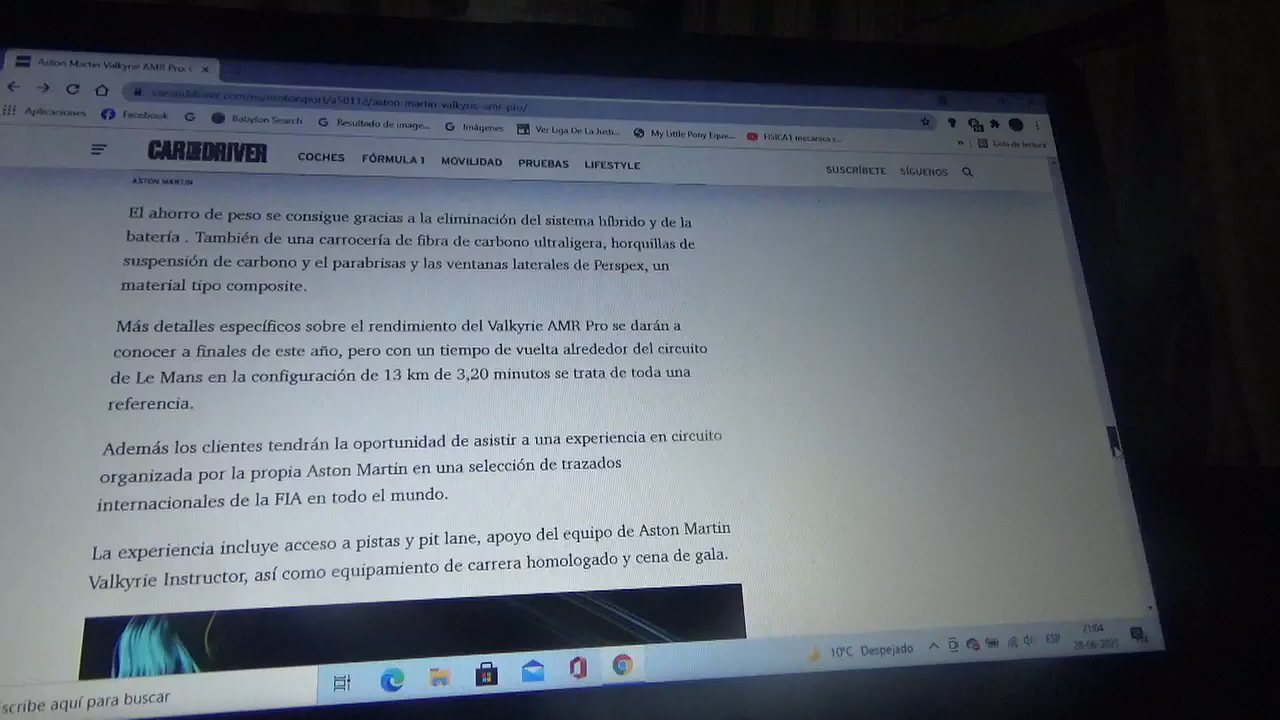 Aston Martin Valkyrie AMR Pro: 
caranddriver.com/es/motorsport/a50112/aston-martin-valkyrie-amr-pro/
Aplicaciones Facebook Babylon Search Resultado de image... Imágenes Ver Liga De La Justi... My Little Pony Eque... FISICA1 mecanica c... » Lista de lectura
CAR AND DRIVER COCHES FÓRMULA 1 MOVILIDAD PRUEBAS LIFESTYLE SUSCRÍBETE SÍGUENOS
ASTON MARTIN
El ahorro de peso se consigue gracias a la eliminación del sistema híbrido y de la
batería . También de una carrocería de fibra de carbono ultraligera, horquillas de
suspensión de carbono y el parabrisas y las ventanas laterales de Perspex, un
material tipo composite.
Más detalles específicos sobre el rendimiento del Valkyrie AMR Pro se darán a
conocer a finales de este año, pero con un tiempo de vuelta alrededor del circuito
de Le Mans en la configuración de 13 km de 3,20 minutos se trata de toda una
referencia.
Además los clientes tendrán la oportunidad de asistir a una experiencia en circuito
organizada por la propia Aston Martin en una selección de trazados
internacionales de la FIA en todo el mundo.
La experiencia incluye acceso a pistas y pit lane, apoyo del equipo de Aston Martin
Valkyrie Instructor, así como equipamiento de carrera homologado y cena de gala.
scribe aquí para buscar
10°C Despejado ESP 21:04
28-06-2021